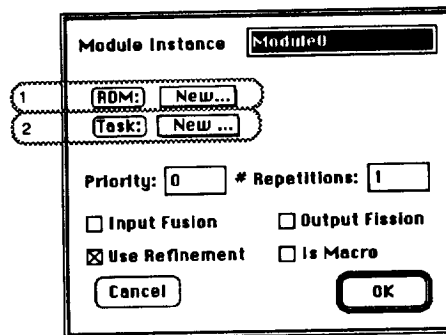 Module Instance Module0
1 RDM: New...
2 Task: New ...
Priority: 0 # Repetitions: 1
Input Fusion Output Fission
Use Refinement Is Macro
Cancel OK